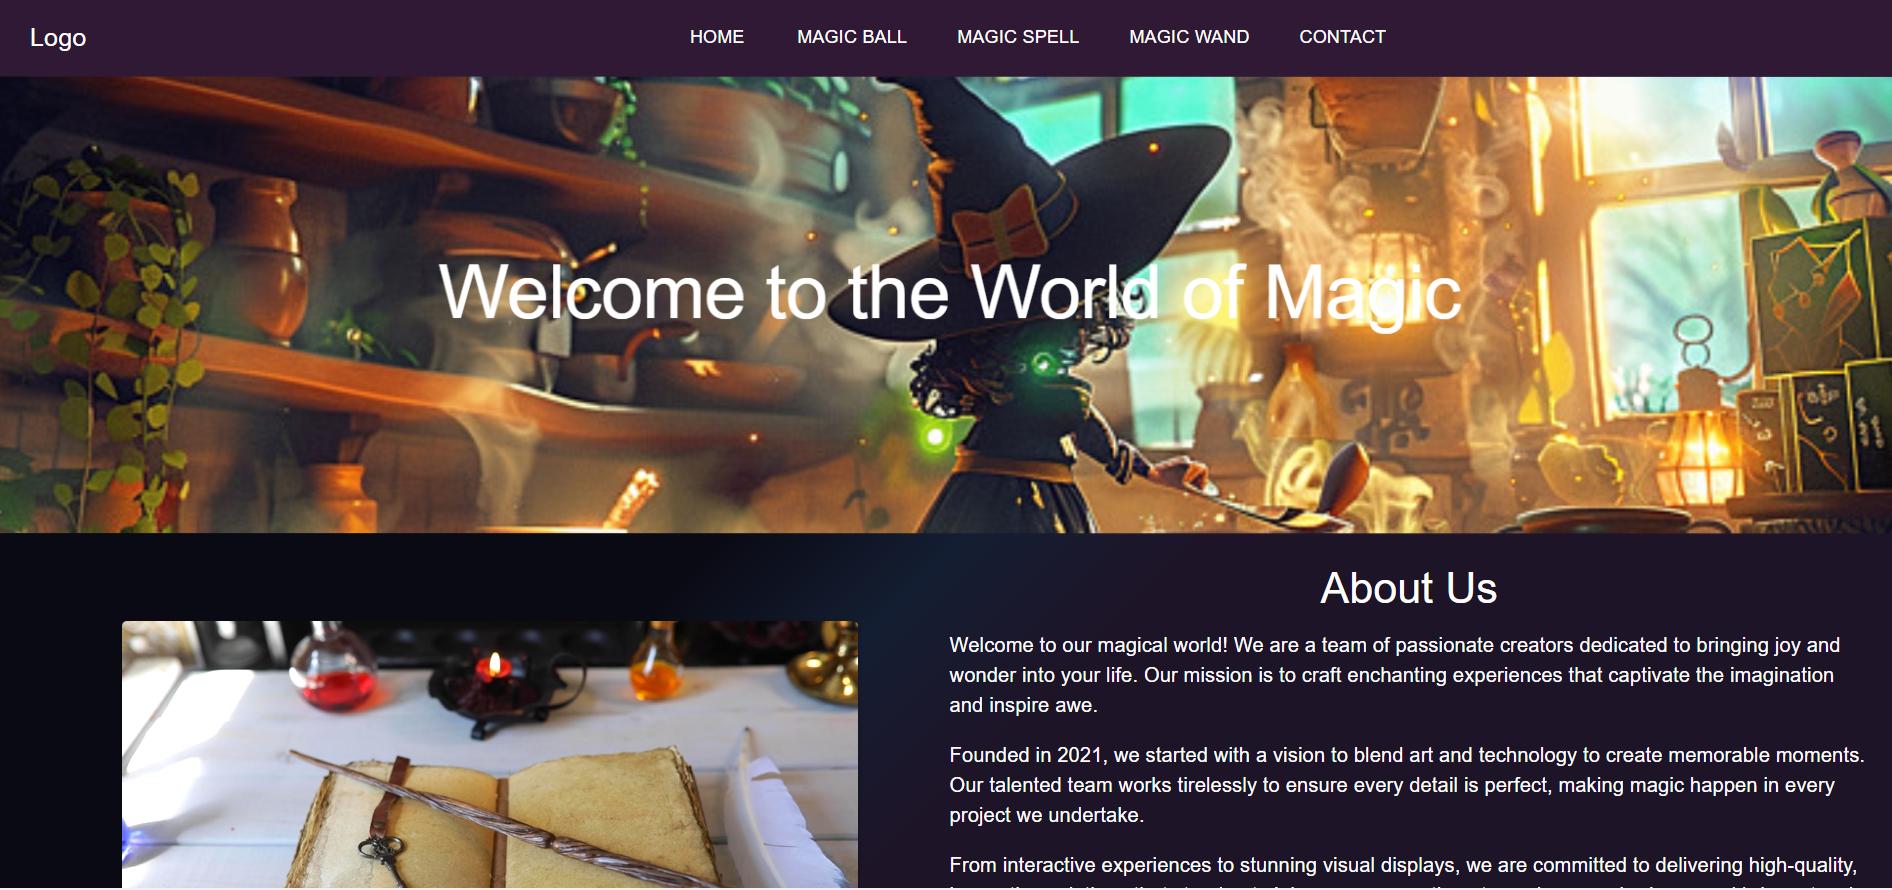 Logo
HOME
MAGIC BALL
MAGIC SPELL
MAGIC WAND
CONTACT
Welcome to the World of Magic
About Us
Welcome to our magical world! We are a team of passionate creators dedicated to bringing joy and
wonder into your life. Our mission is to craft enchanting experiences that captivate the imagination
and inspire awe.
Founded in 2021, we started with a vision to blend art and technology to create memorable moments.
Our talented team works tirelessly to ensure every detail is perfect, making magic happen in every
project we undertake.
From interactive experiences to stunning visual displays, we are committed to delivering high-quality,